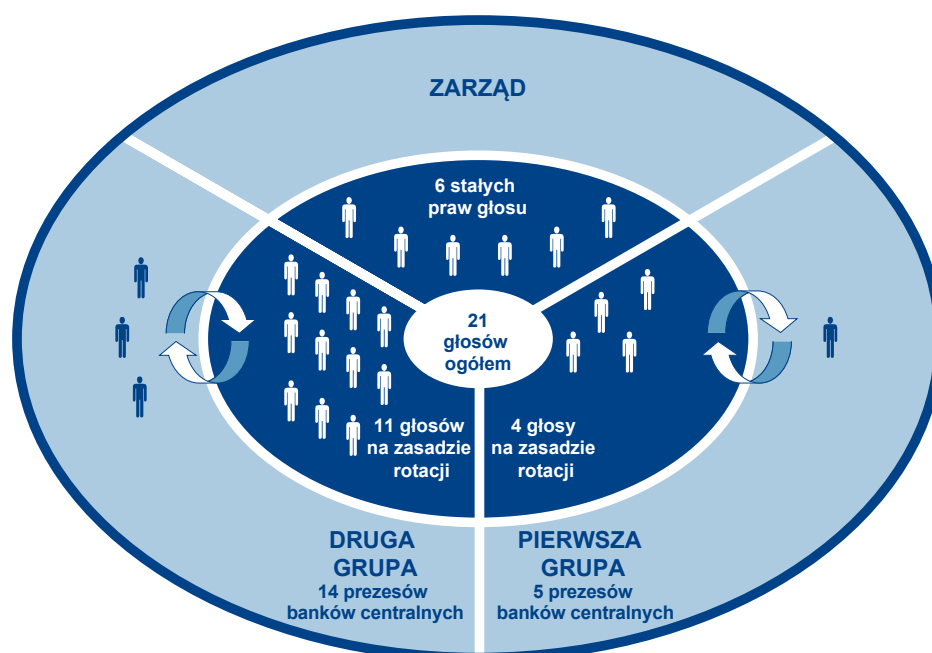 ZARZĄD
6 stałych
praw głosu
21
głosów
ogółem
11 głosów
na zasadzie
rotacji
4 głosy
na zasadzie
rotacji
DRUGA
GRUPA
14 prezesów
banków centralnych
PIERWSZA
GRUPA
5 prezesów
banków centralnych